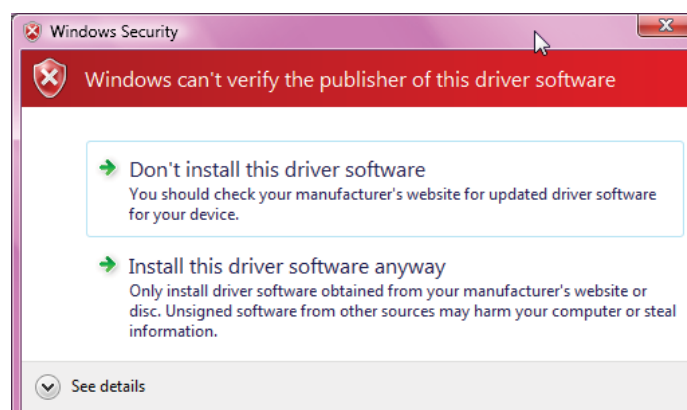 Windows Security
Windows can't verify the publisher of this driver software
Don't install this driver software
You should check your manufacturer's website for updated driver software
for your device.
Install this driver software anyway
Only install driver software obtained from your manufacturer's website or
disc. Unsigned software from other sources may harm your computer or steal
information.
See details